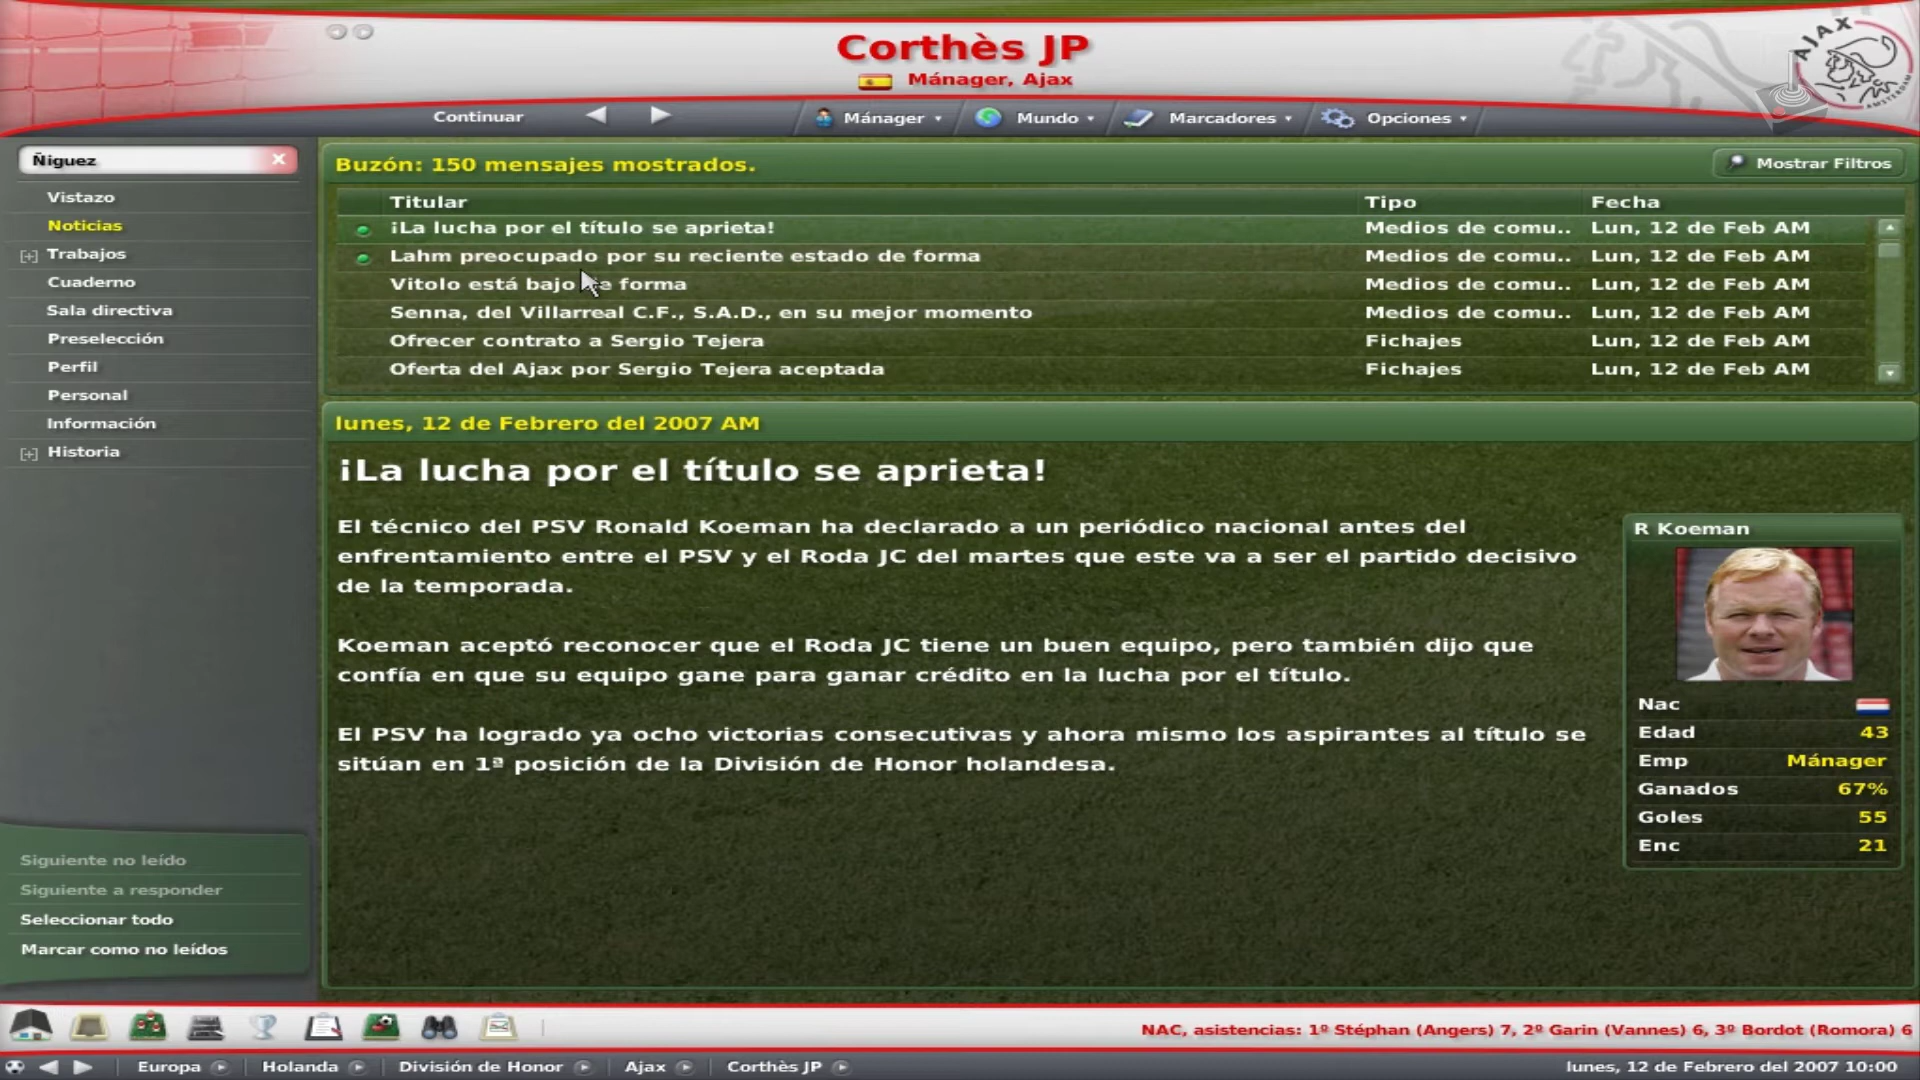 Corthès JP
Mánager, Ajax
AJAX
AMSTERDAM
Continuar
Mánager
Mundo
Marcadores
Opciones
Ñiguez
Vistazo
Noticias
[+] Trabajos
Cuaderno
Sala directiva
Preselección
Perfil
Personal
Información
[+] Historia
Siguiente no leído
Siguiente a responder
Seleccionar todo
Marcar como no leídos
Buzón: 150 mensajes mostrados.
Mostrar Filtros
Titular Tipo Fecha
¡La lucha por el título se aprieta! Medios de comu.. Lun, 12 de Feb AM
Lahm preocupado por su reciente estado de forma Medios de comu.. Lun, 12 de Feb AM
Vitolo está bajo de forma Medios de comu.. Lun, 12 de Feb AM
Senna, del Villarreal C.F., S.A.D., en su mejor momento Medios de comu.. Lun, 12 de Feb AM
Ofrecer contrato a Sergio Tejera Fichajes Lun, 12 de Feb AM
Oferta del Ajax por Sergio Tejera aceptada Fichajes Lun, 12 de Feb AM
lunes, 12 de Febrero del 2007 AM
¡La lucha por el título se aprieta!
El técnico del PSV Ronald Koeman ha declarado a un periódico nacional antes del
enfrentamiento entre el PSV y el Roda JC del martes que este va a ser el partido decisivo
de la temporada.
Koeman aceptó reconocer que el Roda JC tiene un buen equipo, pero también dijo que
confía en que su equipo gane para ganar crédito en la lucha por el título.
El PSV ha logrado ya ocho victorias consecutivas y ahora mismo los aspirantes al título se
sitúan en 1ª posición de la División de Honor holandesa.
R Koeman
Nac
Edad 43
Emp Mánager
Ganados 67%
Goles 55
Enc 21
NAC, asistencias: 1º Stéphan (Angers) 7, 2º Garin (Vannes) 6, 3º Bordot (Romora) 6
Europa
Holanda
División de Honor
Ajax
Corthès JP
lunes, 12 de Febrero del 2007 10:00